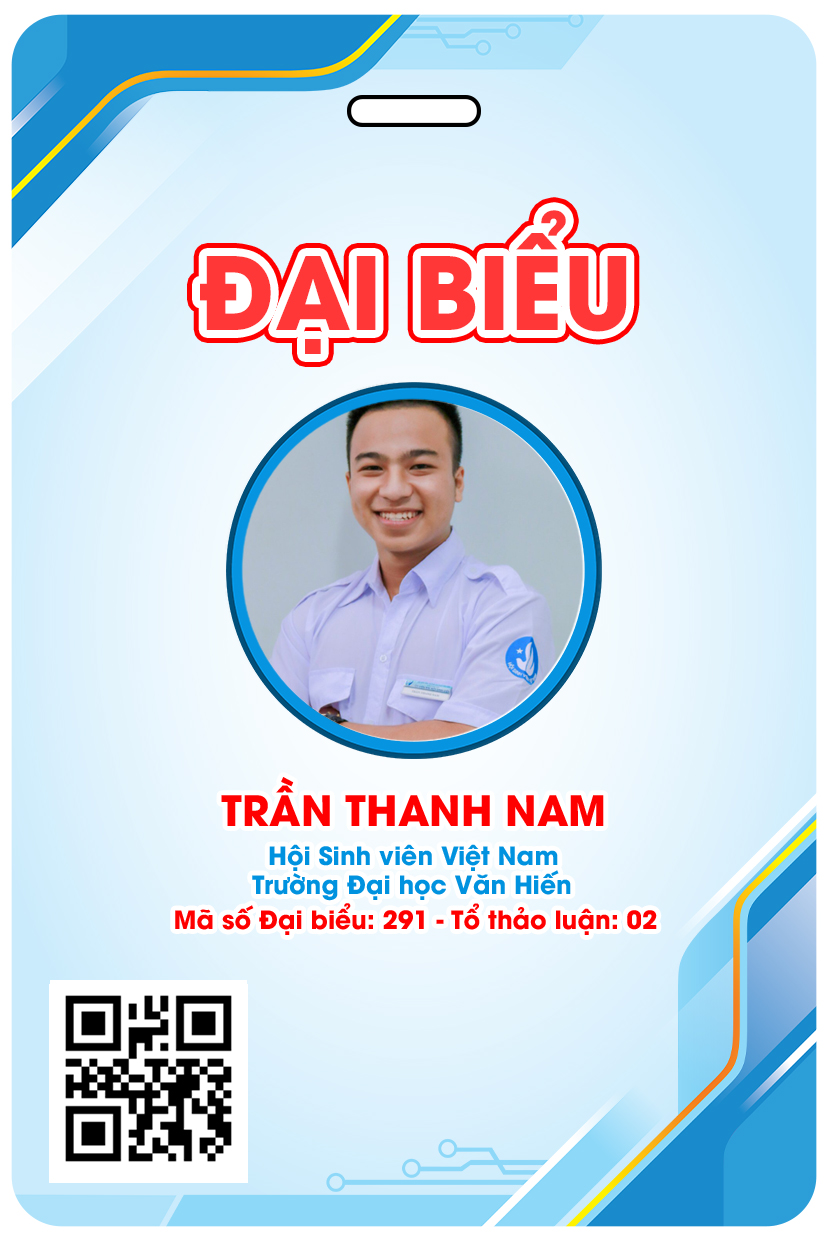 ĐẠI BIỂU
TRẦN THANH NAM
Hội Sinh viên Việt Nam
Trường Đại học Văn Hiến
Mã số Đại biểu: 291 - Tổ thảo luận: 02